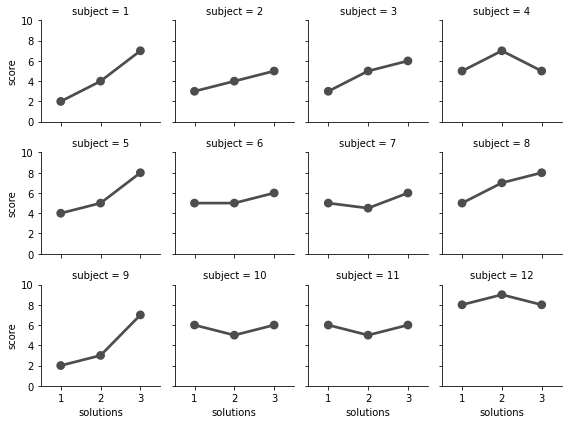 subject = 1
subject = 2
subject = 3
subject = 4
10
8
6
4
2
0
score
subject = 5
subject = 6
subject = 7
subject = 8
10
8
6
4
2
0
score
subject = 9
subject = 10
subject = 11
subject = 12
10
8
6
4
2
0
score
1 2 3
1 2 3
1 2 3
1 2 3
solutions
solutions
solutions
solutions